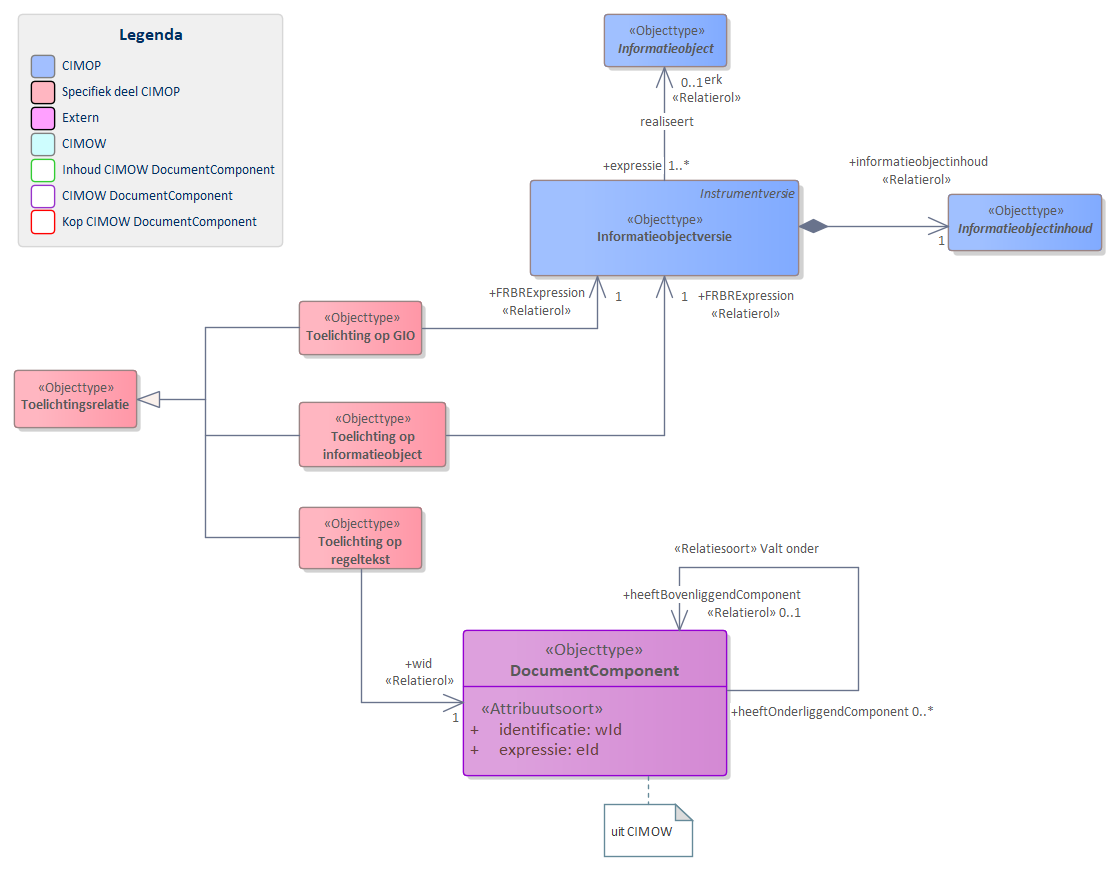 Legenda
CIMOP
Specifiek deel CIMOP
Extern
CIMOW
Inhoud CIMOW DocumentComponent
CIMOW DocumentComponent
Kop CIMOW DocumentComponent
«Objecttype»
Informatieobject
0..1 erk
«Relatierol»
realiseert
+expressie 1..*
Instrumentversie
«Objecttype»
Informatieobjectversie
+informatieobjectinhoud
«Relatierol»
1
«Objecttype»
Informatieobjectinhoud
+FRBRExpression
«Relatierol»
1
1
+FRBRExpression
«Relatierol»
«Objecttype»
Toelichting op GIO
«Objecttype»
Toelichtingsrelatie
«Objecttype»
Toelichting op
informatieobject
«Objecttype»
Toelichting op
regeltekst
«Relatiesoort» Valt onder
+heeftBovenliggendComponent
«Relatierol» 0..1
+wid
«Relatierol»
1
«Objecttype»
DocumentComponent
«Attribuutsoort»
+ identificatie: wId
+ expressie: eId
+heeftOnderliggendComponent 0..*
uit CIMOW